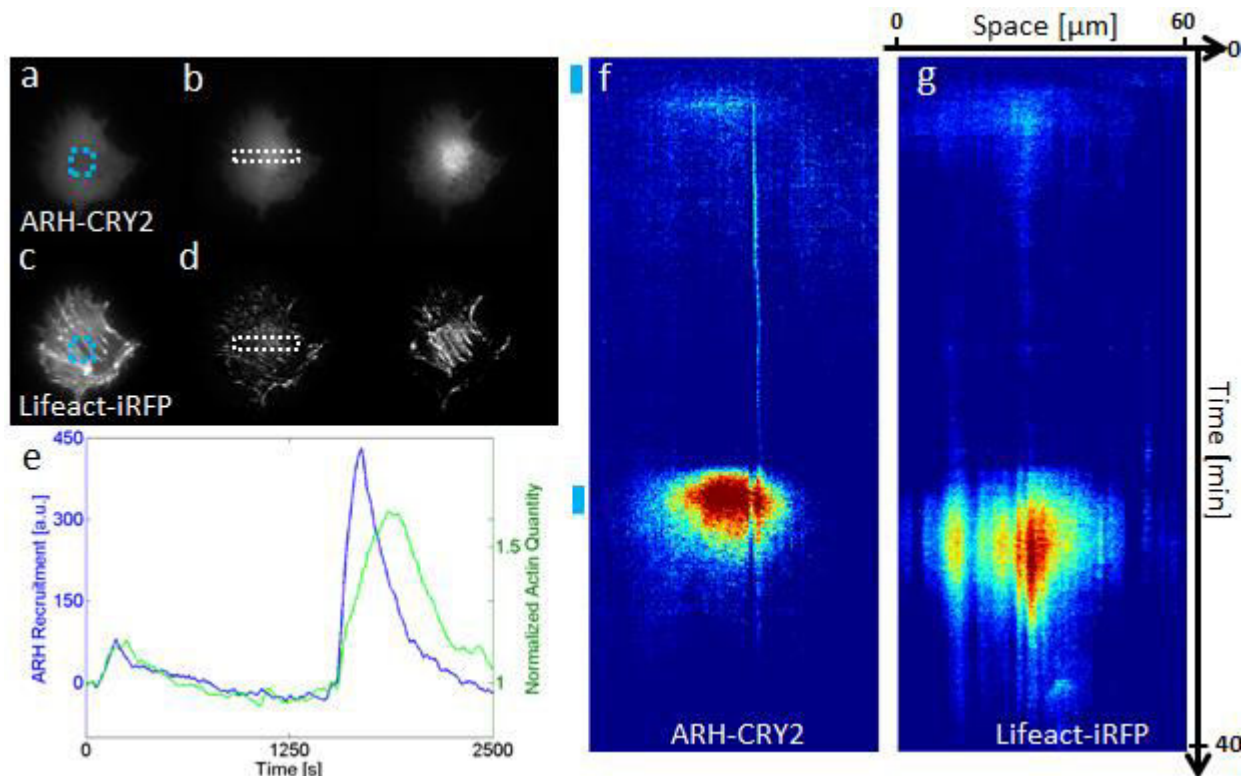 0
60
Space [µm]
0
a
b
ARH-CRY2
c
d
Lifeact-iRFP
e
450
300
150
0
ARH Recruitment [a.u.]
1.5
1
Normalized Actin Quantity
0
1250
2500
Time [s]
f
ARH-CRY2
g
Lifeact-iRFP
Time [min]
40